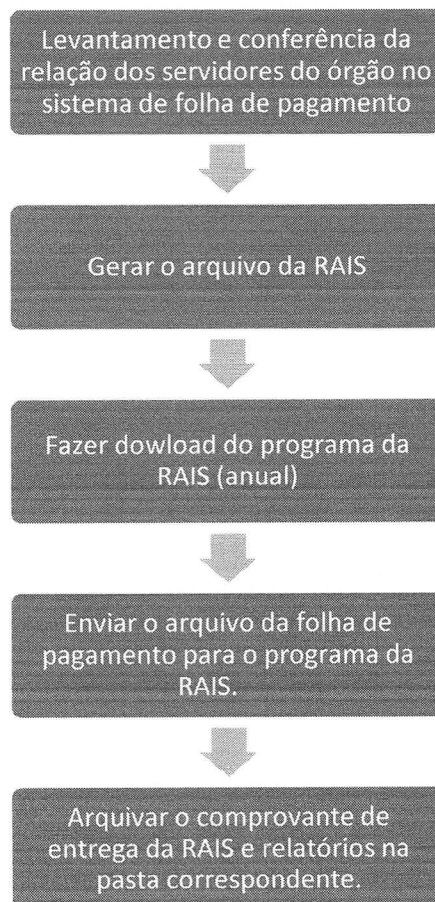 Levantamento e conferência da
relação dos servidores do órgão no
sistema de folha de pagamento
Gerar o arquivo da RAIS
Fazer dowload do programa da
RAIS (anual)
Enviar o arquivo da folha de
pagamento para o programa da
RAIS.
Arquivar o comprovante de
entrega da RAIS e relatórios na
pasta correspondente.